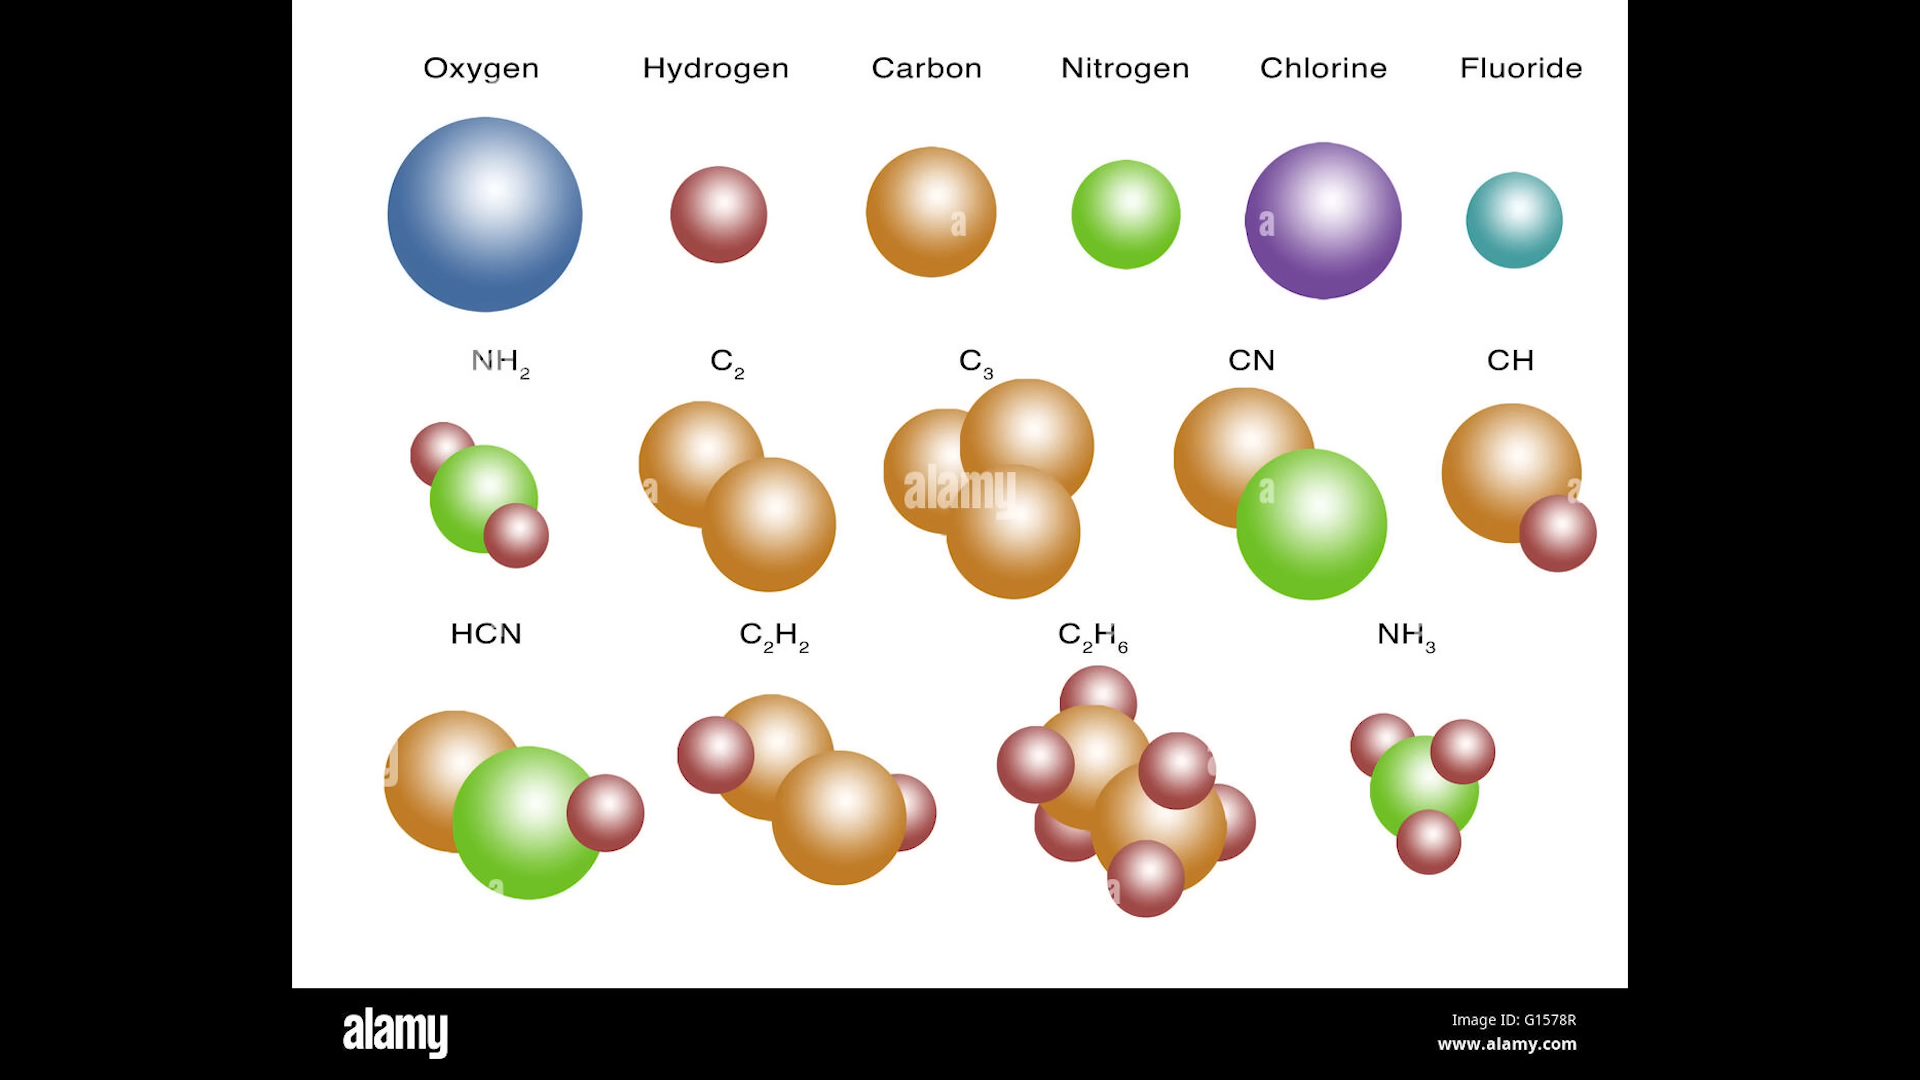 Oxygen Hydrogen Carbon Nitrogen Chlorine Fluoride
NH₂ C₂ C₃ CN CH
HCN C₂H₂ C₂H₆ NH₃
a a
alamy
a a a
a a
alamy
Image ID: G1578R
www.alamy.com